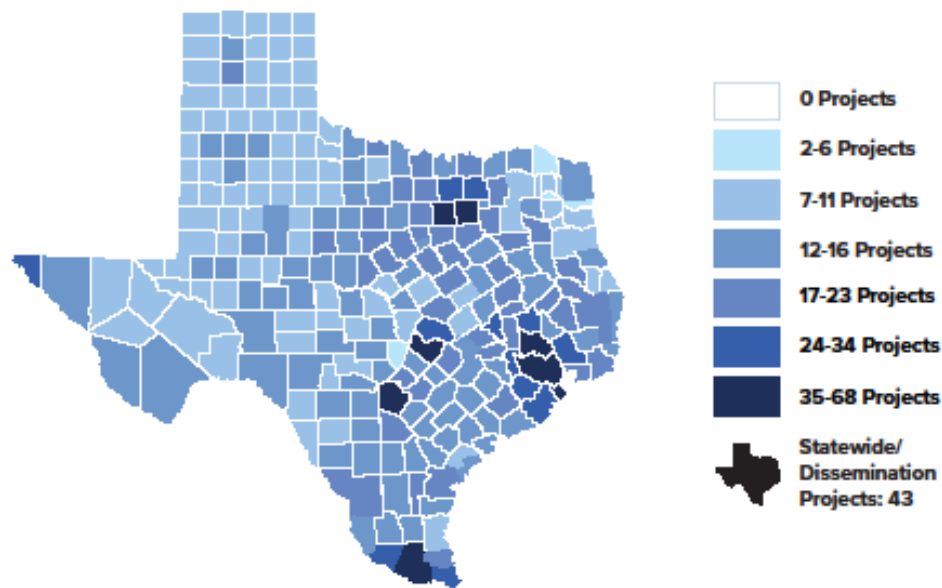 0 Projects
2-6 Projects
7-11 Projects
12-16 Projects
17-23 Projects
24-34 Projects
35-68 Projects
Statewide/
Dissemination
Projects: 43